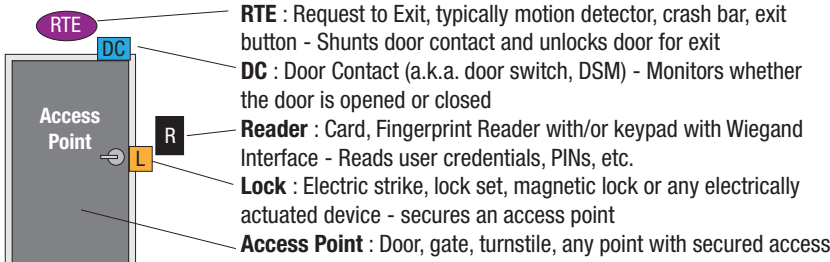 RTE
DC
Access
Point
R
L
RTE : Request to Exit, typically motion detector, crash bar, exit
button - Shunts door contact and unlocks door for exit
DC : Door Contact (a.k.a. door switch, DSM) - Monitors whether
the door is opened or closed
Reader : Card, Fingerprint Reader with/or keypad with Wiegand
Interface - Reads user credentials, PINs, etc.
Lock : Electric strike, lock set, magnetic lock or any electrically
actuated device - secures an access point
Access Point : Door, gate, turnstile, any point with secured access